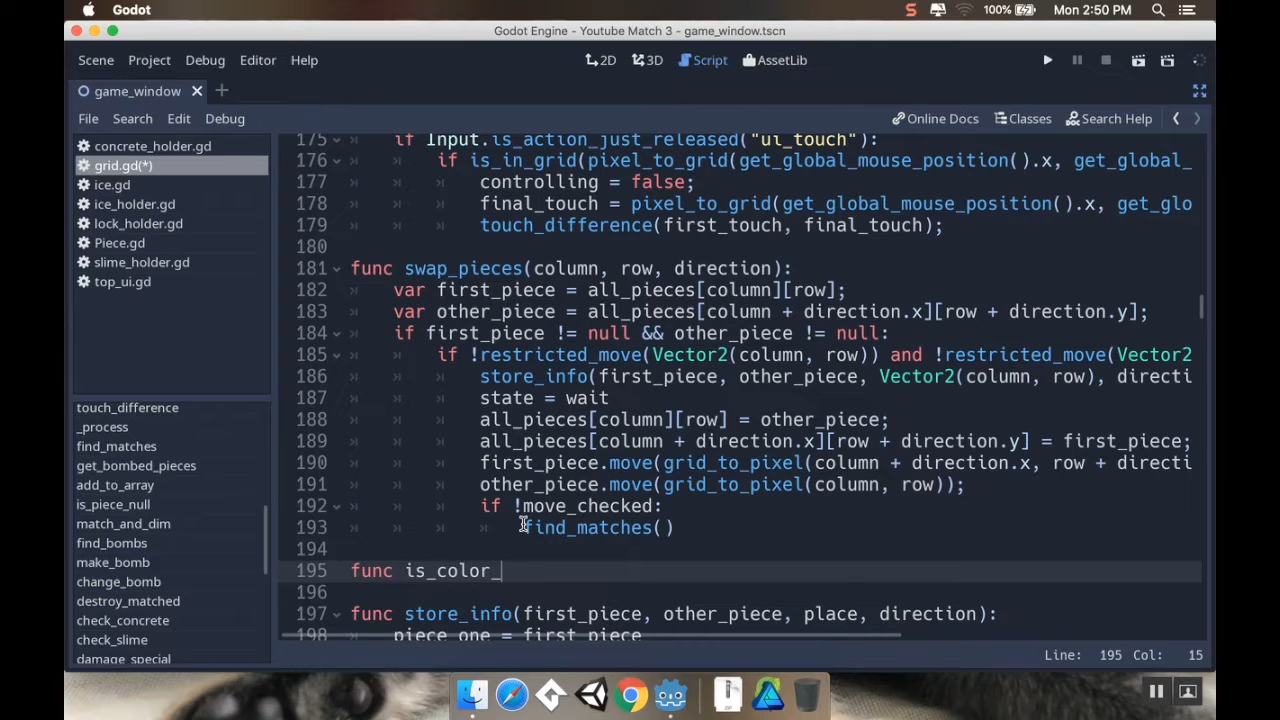 Godot
100%
Mon 2:50 PM
Godot Engine - Youtube Match 3 - game_window.tscn
Scene Project Debug Editor Help
2D 3D Script AssetLib
game_window
File Search Edit Debug
Online Docs Classes Search Help
concrete_holder.gd
grid.gd(*)
ice.gd
ice_holder.gd
lock_holder.gd
Piece.gd
slime_holder.gd
top_ui.gd
touch_difference
_process
find_matches
get_bombed_pieces
add_to_array
is_piece_null
match_and_dim
find_bombs
make_bomb
change_bomb
destroy_matched
check_concrete
check_slime
damage_special
175 if Input.is_action_just_released("ui_touch"):
176 if is_in_grid(pixel_to_grid(get_global_mouse_position().x, get_global_
177 controlling = false;
178 final_touch = pixel_to_grid(get_global_mouse_position().x, get_glo
179 touch_difference(first_touch, final_touch);
180
181 func swap_pieces(column, row, direction):
182 var first_piece = all_pieces[column][row];
183 var other_piece = all_pieces[column + direction.x][row + direction.y];
184 if first_piece != null && other_piece != null:
185 if !restricted_move(Vector2(column, row)) and !restricted_move(Vector2
186 store_info(first_piece, other_piece, Vector2(column, row), directi
187 state = wait
188 all_pieces[column][row] = other_piece;
189 all_pieces[column + direction.x][row + direction.y] = first_piece;
190 first_piece.move(grid_to_pixel(column + direction.x, row + directi
191 other_piece.move(grid_to_pixel(column, row));
192 if !move_checked:
193 find_matches()
194
195 func is_color_
196
197 func store_info(first_piece, other_piece, place, direction):
198 piece_one = first_piece
Line: 195 Col: 15